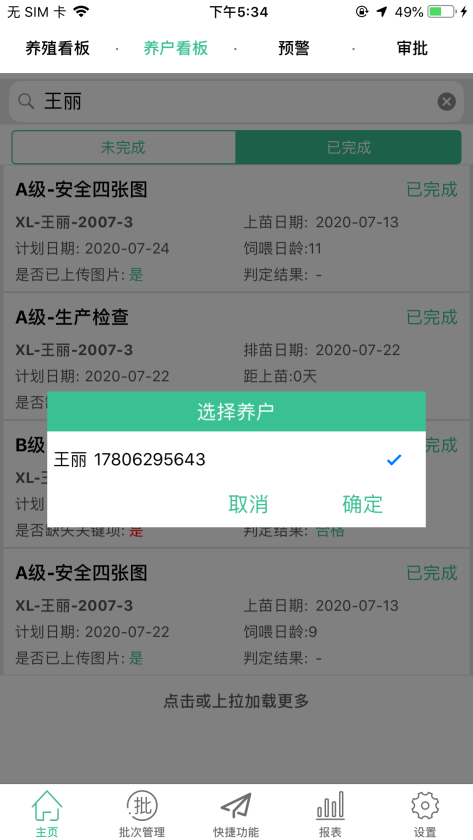 无 SIM 卡 下午5:34 49%
养殖看板 · 养户看板 · 预警 · 审批
王丽
未完成 已完成
A级-安全四张图 已完成
XL-王丽-2007-3 上苗日期: 2020-07-13
计划日期: 2020-07-24 饲喂日龄:11
是否已上传图片: 是 判定结果: -
A级-生产检查 已完成
XL-王丽-2007-3 排苗日期: 2020-07-22
计划日期: 2020-07-22 距上苗:0天
是否
选择养户
B级 已完成
王丽 17806295643
XL-
计划
取消 确定
是否缺失关键项: 是 判定结果: 合格
A级-安全四张图 已完成
XL-王丽-2007-3 上苗日期: 2020-07-13
计划日期: 2020-07-22 饲喂日龄:9
是否已上传图片: 是 判定结果: -
点击或上拉加载更多
批
主页 批次管理 快捷功能 报表 设置